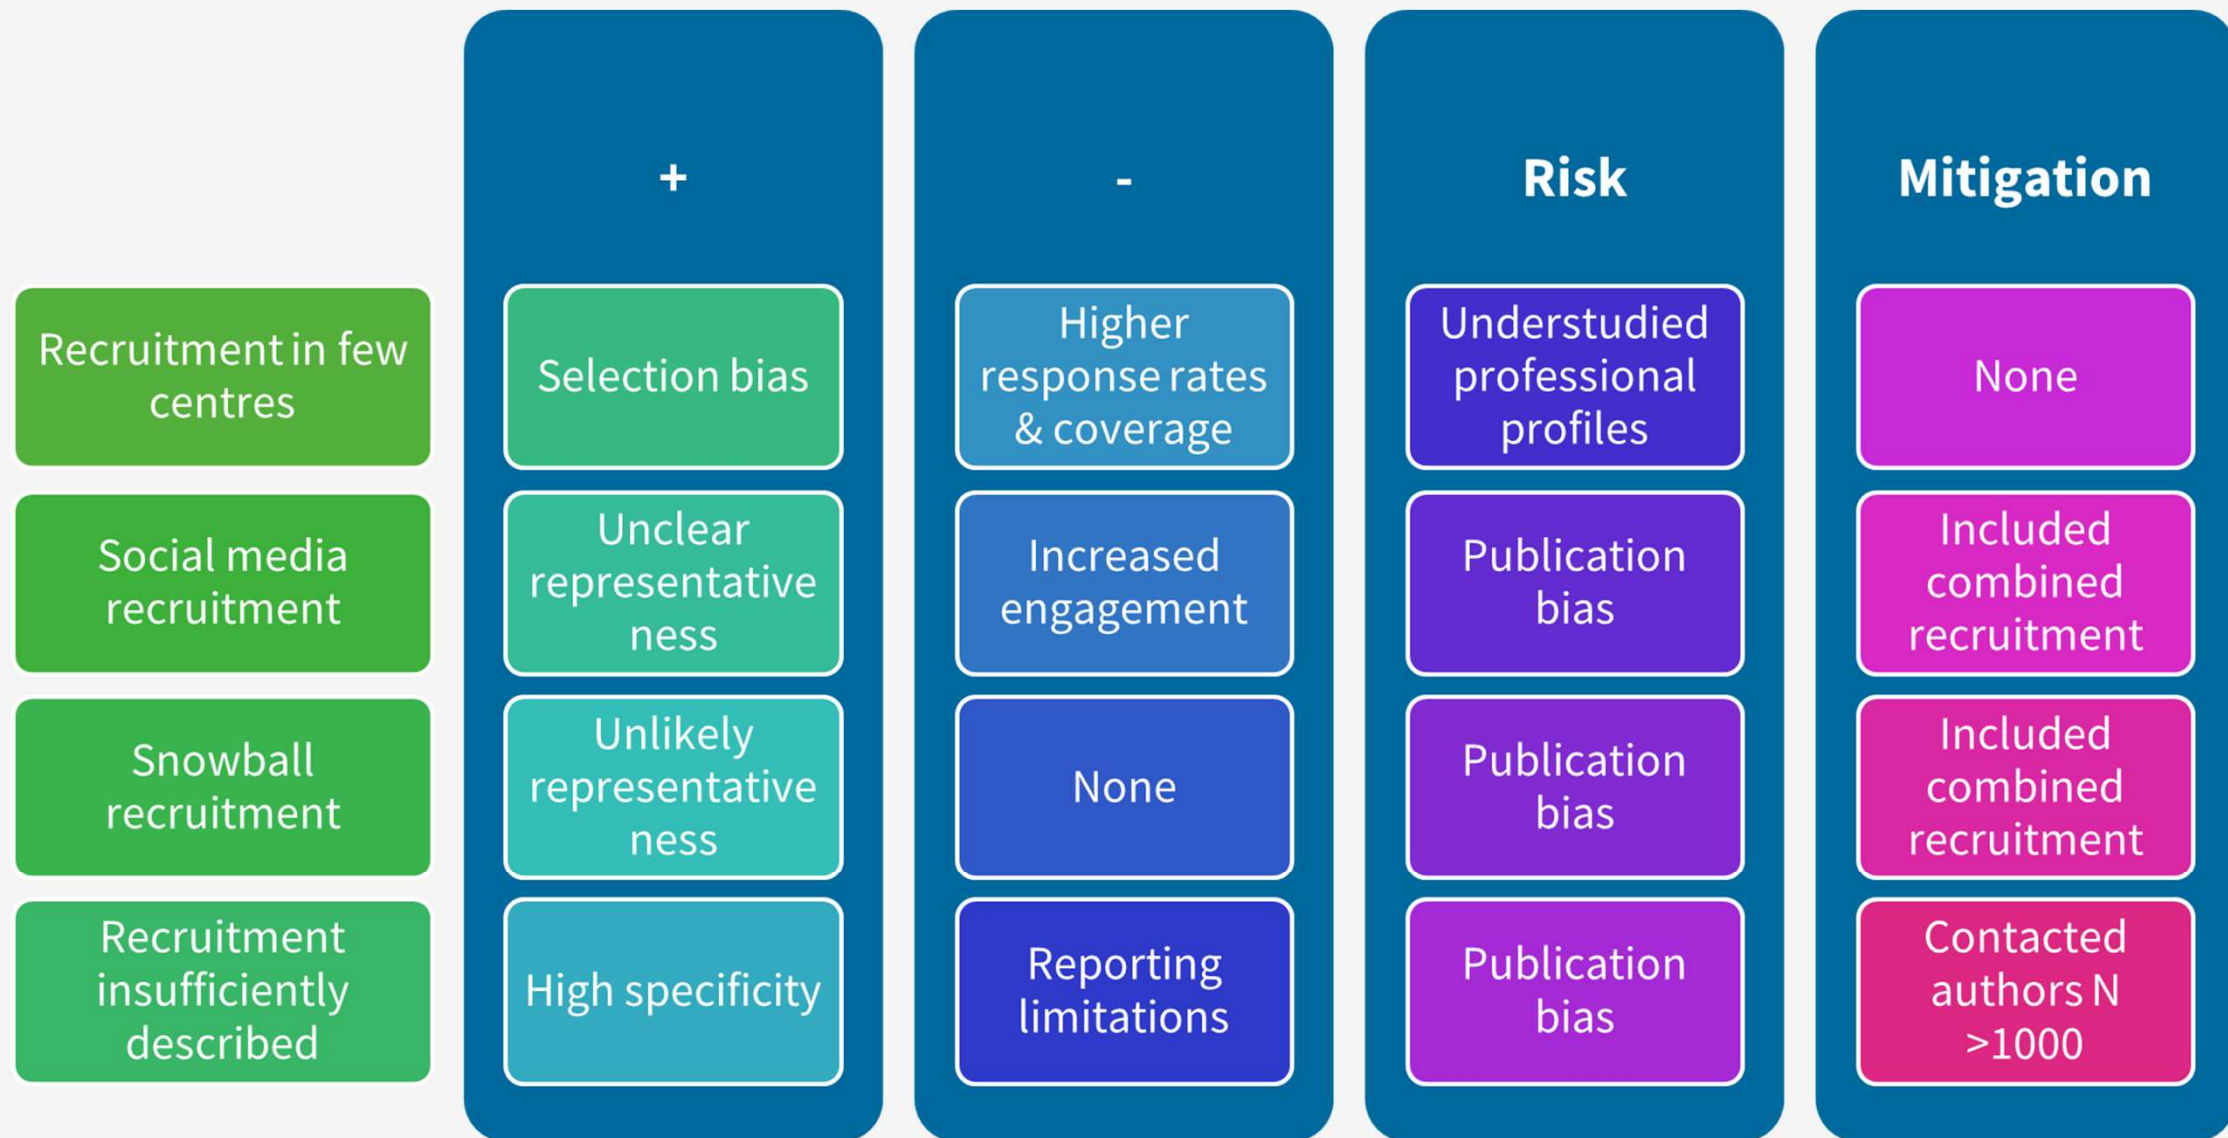 +
-
Risk
Mitigation
Recruitment in few
centres
Selection bias
Higher
response rates
& coverage
Understudied
professional
profiles
None
Social media
recruitment
Unclear
representative
ness
Increased
engagement
Publication
bias
Included
combined
recruitment
Snowball
recruitment
Unlikely
representative
ness
None
Publication
bias
Included
combined
recruitment
Recruitment
insufficiently
described
High specificity
Reporting
limitations
Publication
bias
Contacted
authors N
>1000